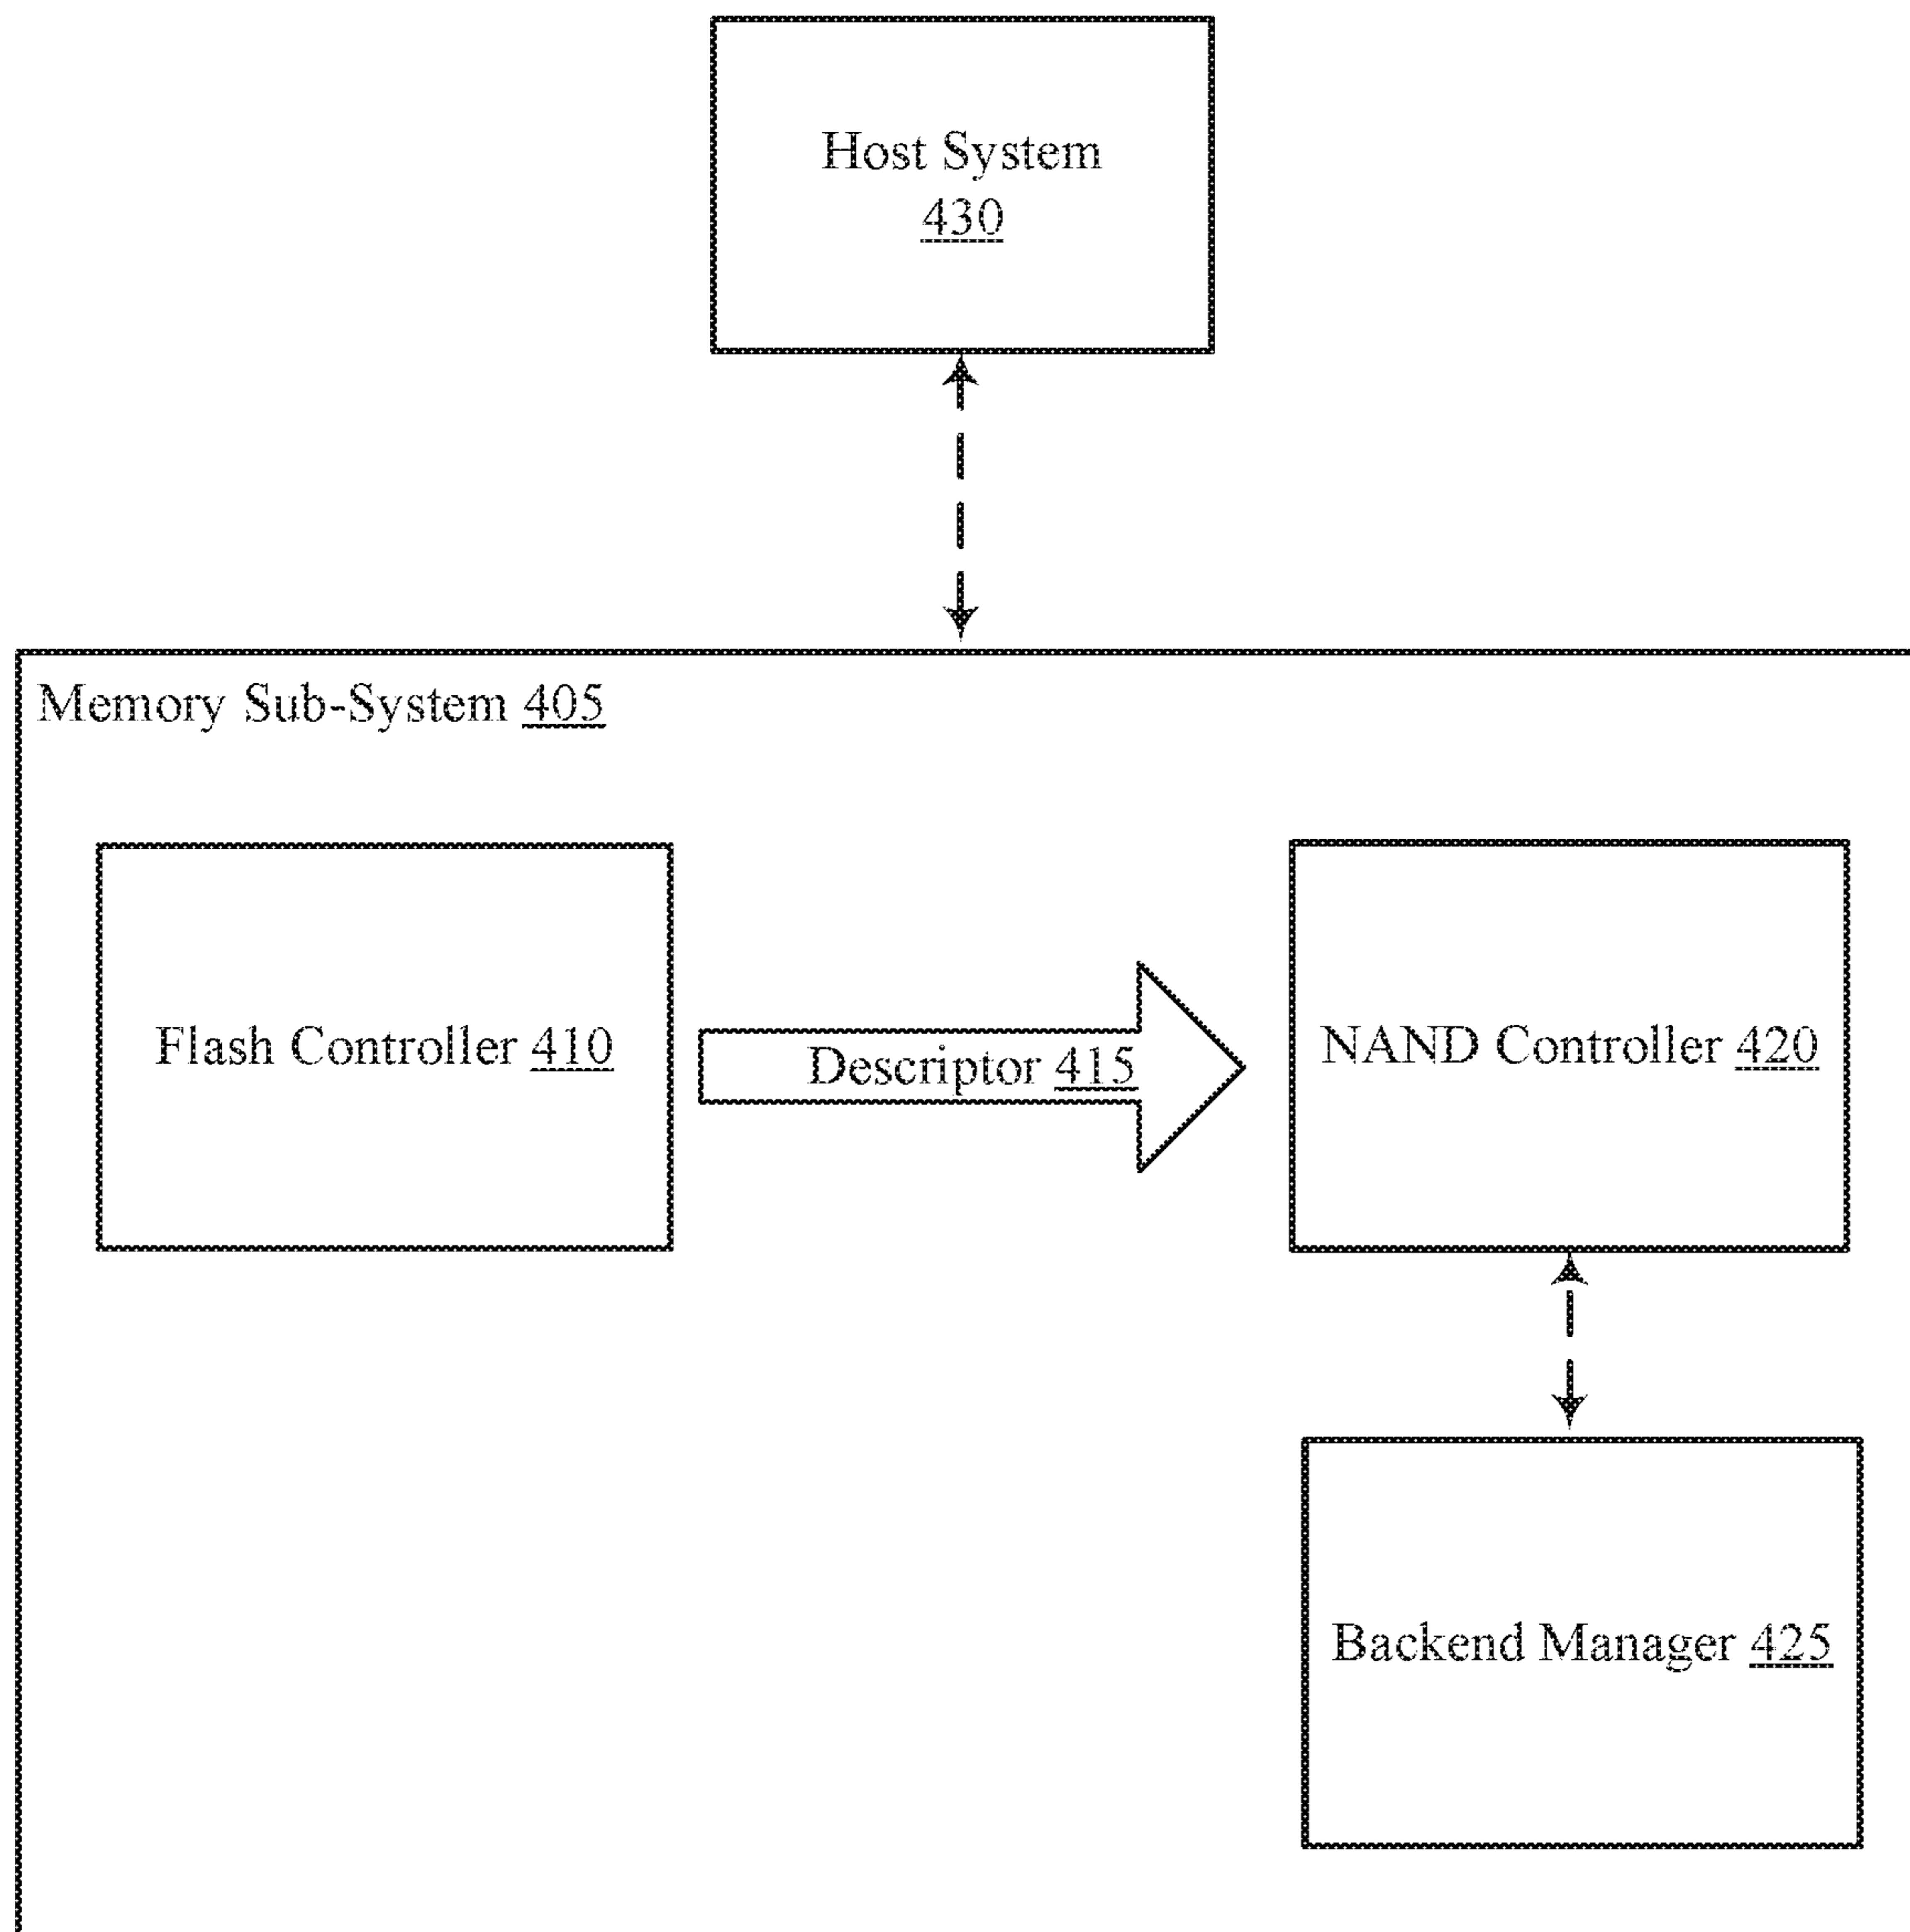 Host System
430
Memory Sub-System 405
Flash Controller 410
Descriptor 415
NAND Controller 420
Backend Manager 425